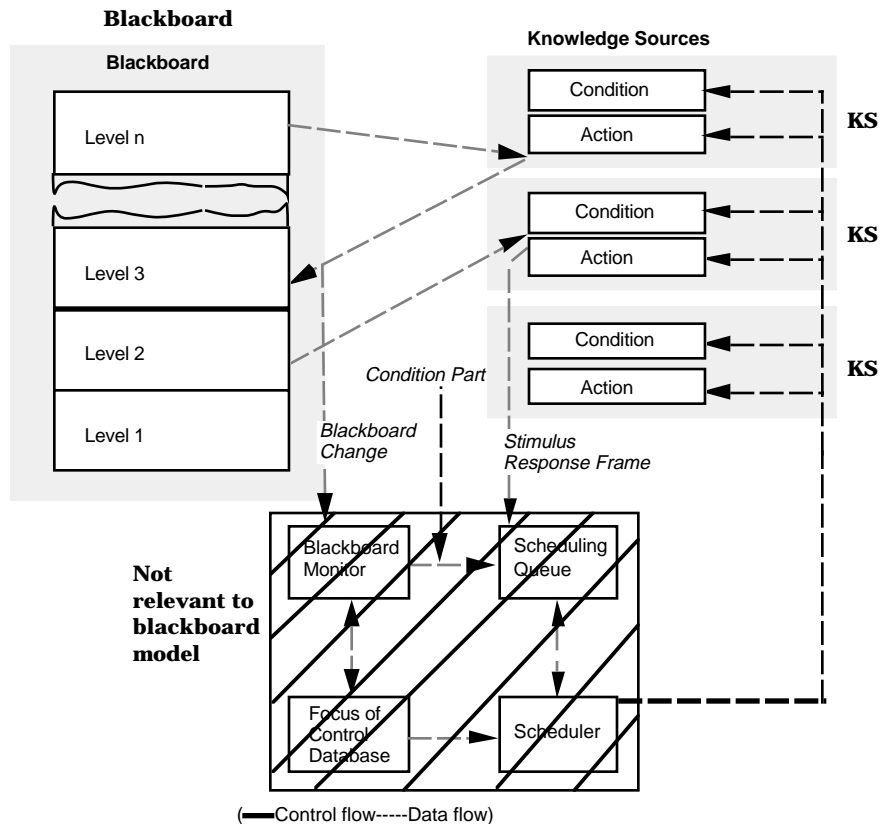 Blackboard
Blackboard
Level n
Level 3
Level 2
Level 1
Knowledge Sources
Condition
Action
KS
Condition
Action
KS
Condition
Action
KS
Condition Part
Blackboard
Change
Stimulus
Response Frame
Not
relevant to
blackboard
model
Blackboard
Monitor
Scheduling
Queue
Focus of
Control
Database
Scheduler
(—Control flow-----Data flow)